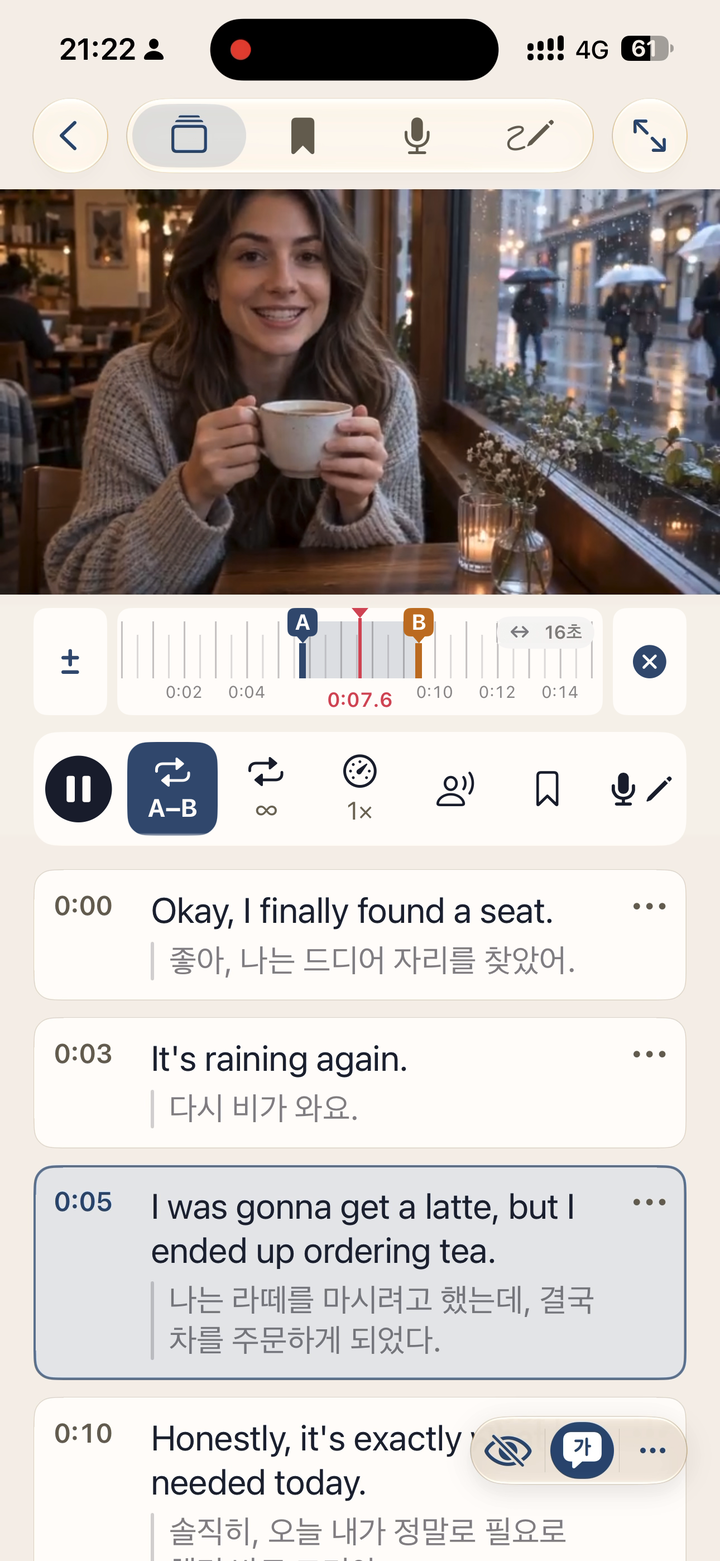 21:22
4G
61
A
B
16초
0:02
0:04
0:07.6
0:10
0:12
0:14
A–B
∞
1×
0:00
Okay, I finally found a seat.
좋아, 나는 드디어 자리를 찾았어.
0:03
It's raining again.
다시 비가 와요.
0:05
I was gonna get a latte, but I
ended up ordering tea.
나는 라떼를 마시려고 했는데, 결국
차를 주문하게 되었다.
0:10
Honestly, it's exactly
needed today.
가
솔직히, 오늘 내가 정말로 필요로